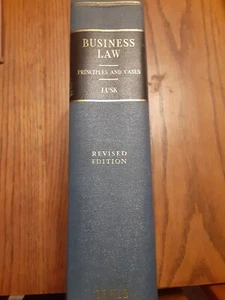 BUSINESS
LAW
PRINCIPLES AND CASES
LUSK
REVISED
EDITION